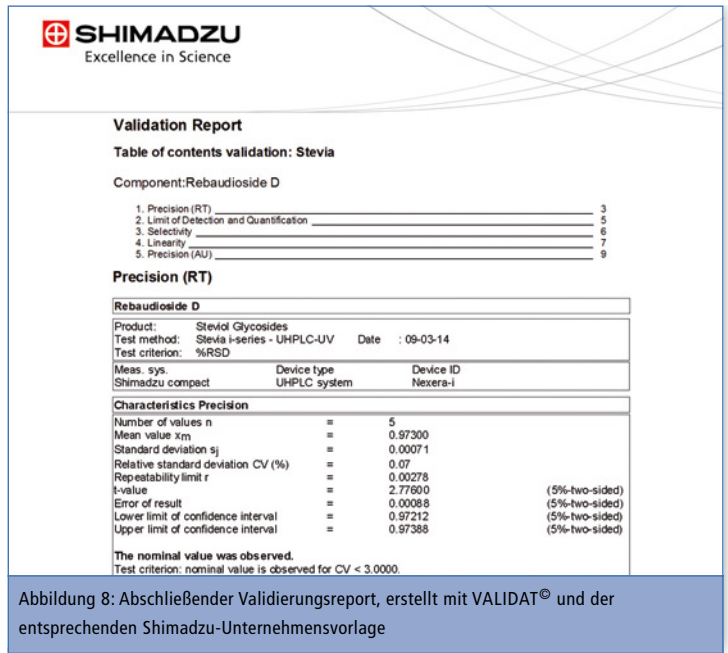 SHIMADZU
Excellence in Science
Validation Report
Table of contents validation: Stevia
Component:Rebaudioside D
1. Precision (RT) 3
2. Limit of Detection and Quantification 5
3. Selectivity 6
4. Linearity 7
5. Precision (AU) 9
Precision (RT)
Rebaudioside D
Product: Steviol Glycosides
Test method: Stevia i-series - UHPLC-UV Date : 09-03-14
Test criterion: %RSD
Meas. sys. Device type Device ID
Shimadzu compact UHPLC system Nexera-i
Characteristics Precision
Number of values n = 5
Mean value xm = 0.97300
Standard deviation sj = 0.00071
Relative standard deviation CV (%) = 0.07
Repeatability limit r = 0.00278
t-value = 2.77600 (5%-two-sided)
Error of result = 0.00088 (5%-two-sided)
Lower limit of confidence interval = 0.97212 (5%-two-sided)
Upper limit of confidence interval = 0.97388 (5%-two-sided)
The nominal value was observed.
Test criterion: nominal value is observed for CV < 3.0000.
Abbildung 8: Abschließender Validierungsreport, erstellt mit VALIDAT© und der
entsprechenden Shimadzu-Unternehmensvorlage